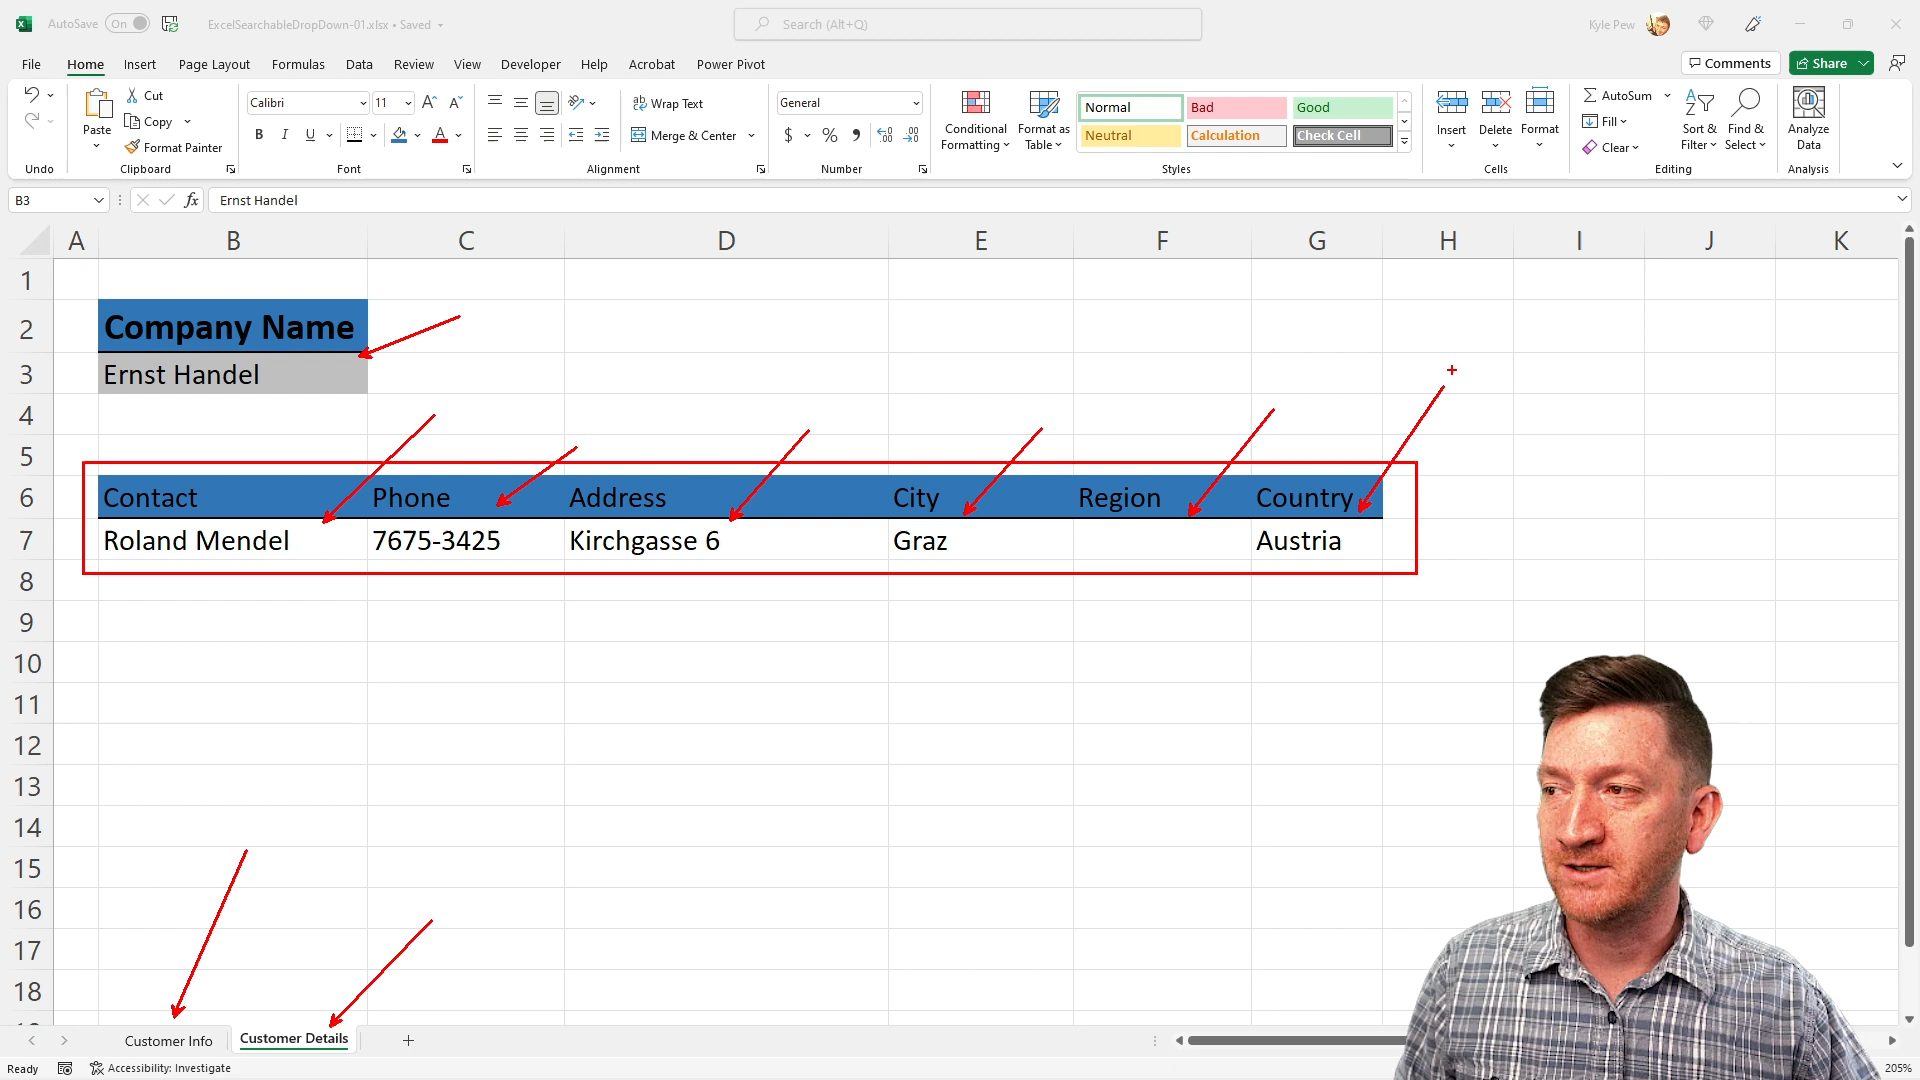 AutoSave On ExcelSearchableDropDown-01.xlsx • Saved Search (Alt+Q) Kyle Pew
File Home Insert Page Layout Formulas Data Review View Developer Help Acrobat Power Pivot Comments Share
Cut Calibri 11 Wrap Text General Normal Bad Good AutoSum
Paste Copy Conditional Formatting Format as Table Insert Delete Format Fill Sort & Filter Find & Select Analyze Data
B I U Merge & Center $ % Neutral Calculation Check Cell
Format Painter Clear
Undo Clipboard Font Alignment Number Styles Cells Editing Analysis
B3 fx Ernst Handel
A B C D E F G H I J K
1
2 Company Name
3 Ernst Handel
4
5
6 Contact Phone Address City Region Country
7 Roland Mendel 7675-3425 Kirchgasse 6 Graz Austria
8
9
10
11
12
13
14
15
16
17
18
Customer Info Customer Details
Ready Accessibility: Investigate 205%